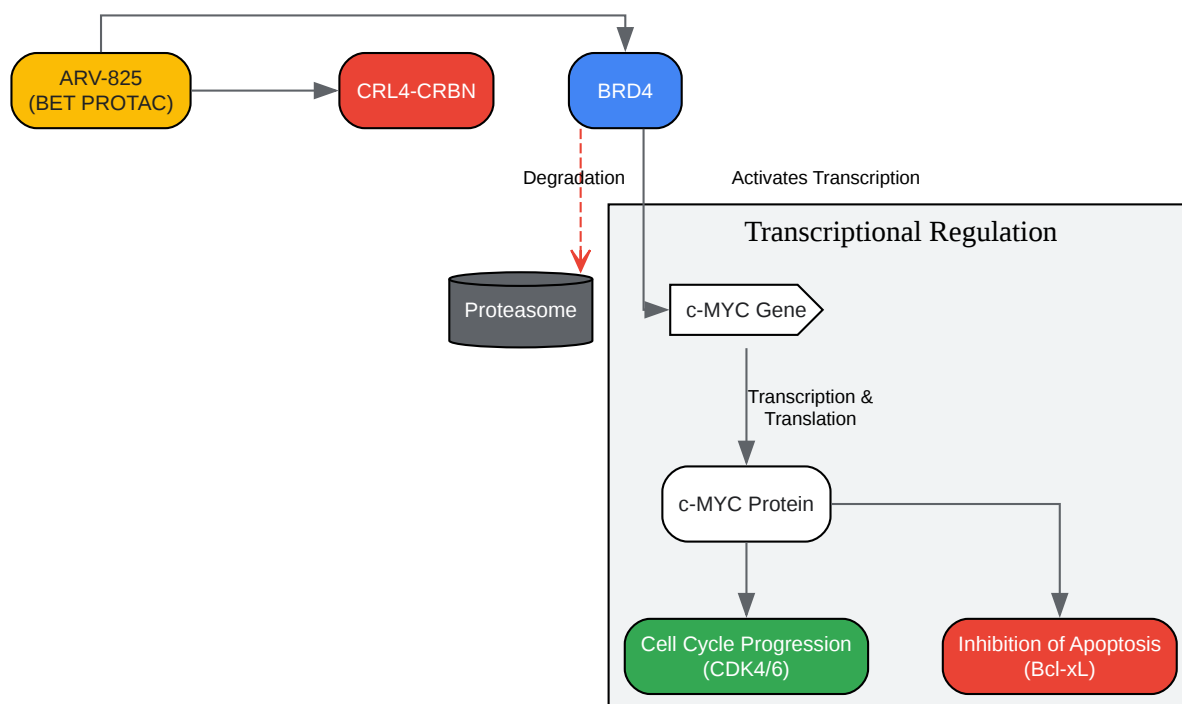 ARV-825
(BET PROTAC)
CRL4-CRBN
BRD4
Degradation
Activates Transcription
Transcriptional Regulation
Proteasome
c-MYC Gene
Transcription &
Translation
c-MYC Protein
Cell Cycle Progression
(CDK4/6)
Inhibition of Apoptosis
(Bcl-xL)